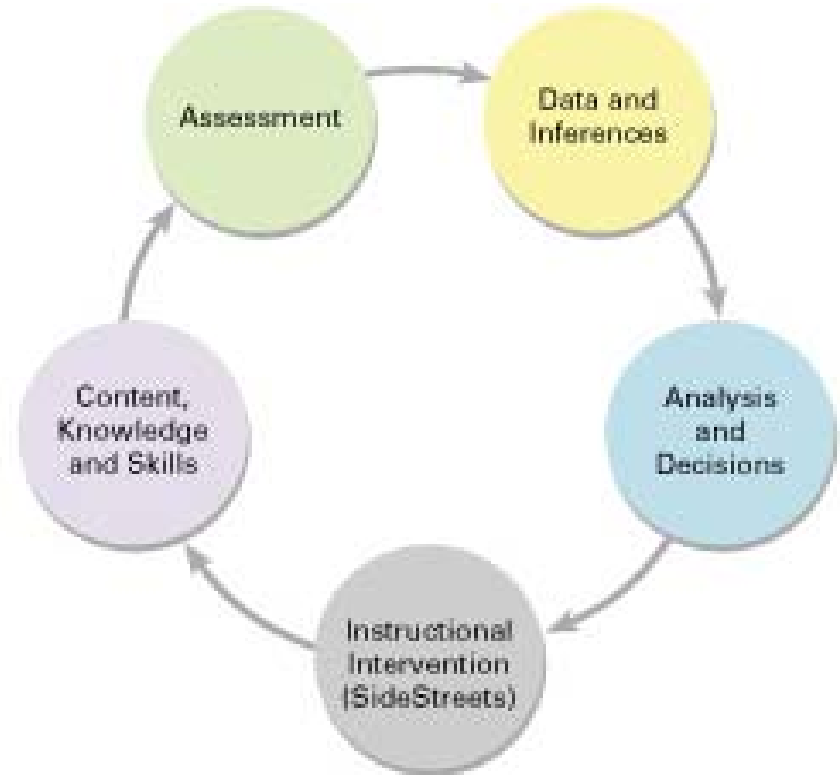 Assessment
Data and
Inferences
Analysis
and
Decisions
Instructional
Intervention
(SideStreets)
Content,
Knowledge
and Skills